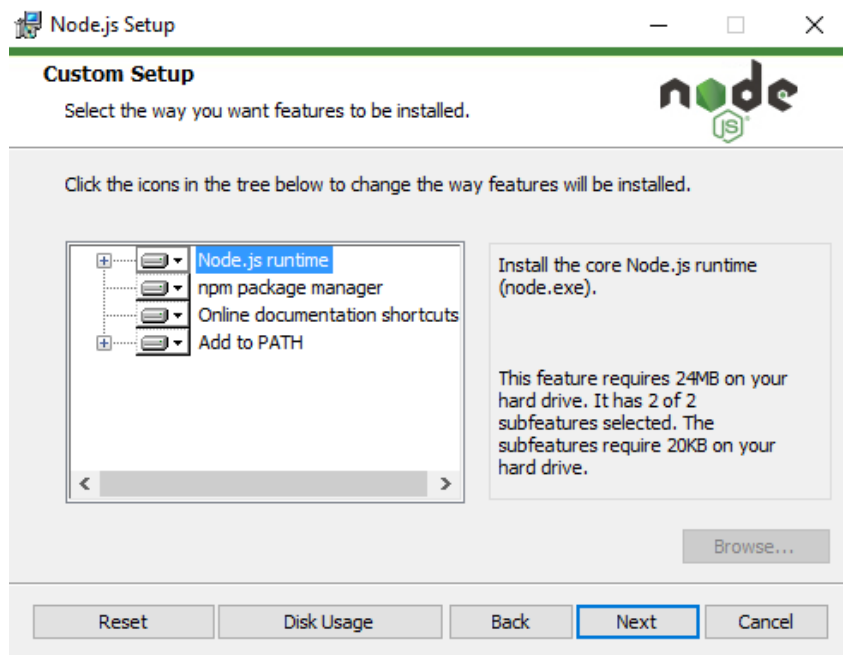 Node.js Setup
Custom Setup
Select the way you want features to be installed.
node
JS
Click the icons in the tree below to change the way features will be installed.
Node.js runtime
npm package manager
Online documentation shortcuts
Add to PATH
Install the core Node.js runtime
(node.exe).
This feature requires 24MB on your
hard drive. It has 2 of 2
subfeatures selected. The
subfeatures require 20KB on your
hard drive.
Browse...
Reset
Disk Usage
Back
Next
Cancel